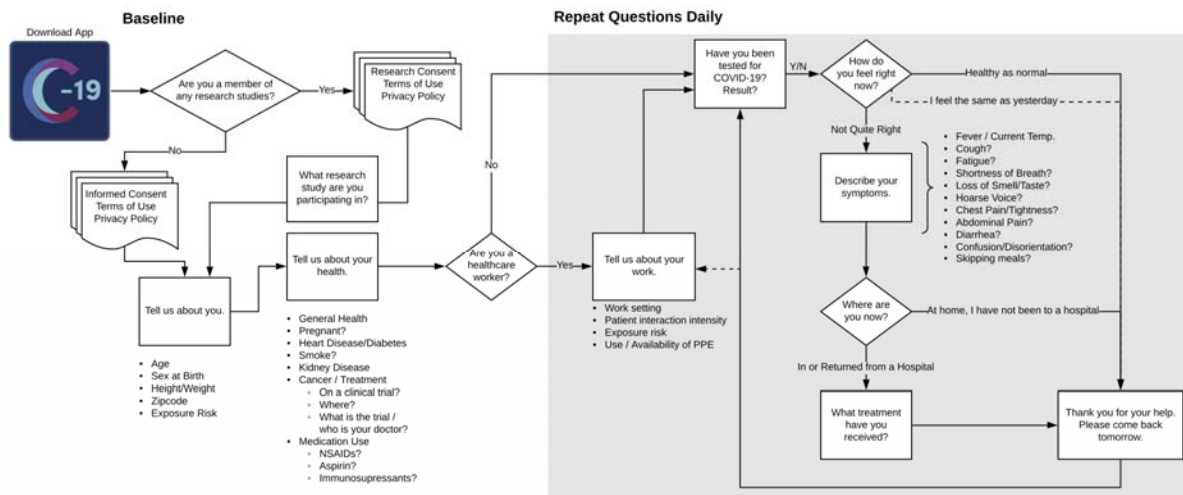 Baseline
Repeat Questions Daily
Download App
C-19
Are you a member of
any research studies?
Yes
Research Consent
Terms of Use
Privacy Policy
No
Informed Consent
Terms of Use
Privacy Policy
What research
study are you
participating in?
Tell us about you.
• Age
• Sex at Birth
• Height/Weight
• Zipcode
• Exposure Risk
Tell us about your
health.
• General Health
• Pregnant?
• Heart Disease/Diabetes
• Smoke?
• Kidney Disease
• Cancer / Treatment
◦ On a clinical trial?
◦ Where?
◦ What is the trial /
who is your doctor?
• Medication Use
◦ NSAIDs?
◦ Aspirin?
◦ Immunosupressants?
Are you a
healthcare
worker?
No
Yes
Tell us about your
work.
• Work setting
• Patient interaction intensity
• Exposure risk
• Use / Availability of PPE
Have you been
tested for
COVID-19?
Result?
Y/N
How do
you feel right
now?
Healthy as normal
I feel the same as yesterday
Not Quite Right
Describe your
symptoms.
• Fever / Current Temp.
• Cough?
• Fatigue?
• Shortness of Breath?
• Loss of Smell/Taste?
• Hoarse Voice?
• Chest Pain/Tightness?
• Abdominal Pain?
• Diarrhea?
• Confusion/Disorientation?
• Skipping meals?
Where are
you now?
At home, I have not been to a hospital
In or Returned from a Hospital
What treatment
have you
received?
Thank you for your help.
Please come back
tomorrow.